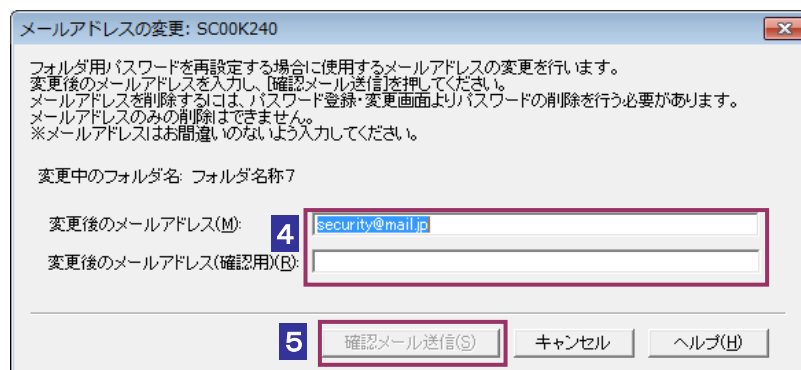 メールアドレスの変更: SC00K240
フォルダ用パスワードを再設定する場合に使用するメールアドレスの変更を行います。
変更後のメールアドレスを入力し、[確認メール送信]を押してください。
メールアドレスを削除するには、パスワード登録・変更画面よりパスワードの削除を行う必要があります。
メールアドレスのみの削除はできません。
※メールアドレスはお間違いのないよう入力してください。
変更中のフォルダ名: フォルダ名称7
変更後のメールアドレス(M): security@mail.jp
4
変更後のメールアドレス(確認用)(R):
5 確認メール送信(S) キャンセル ヘルプ(H)